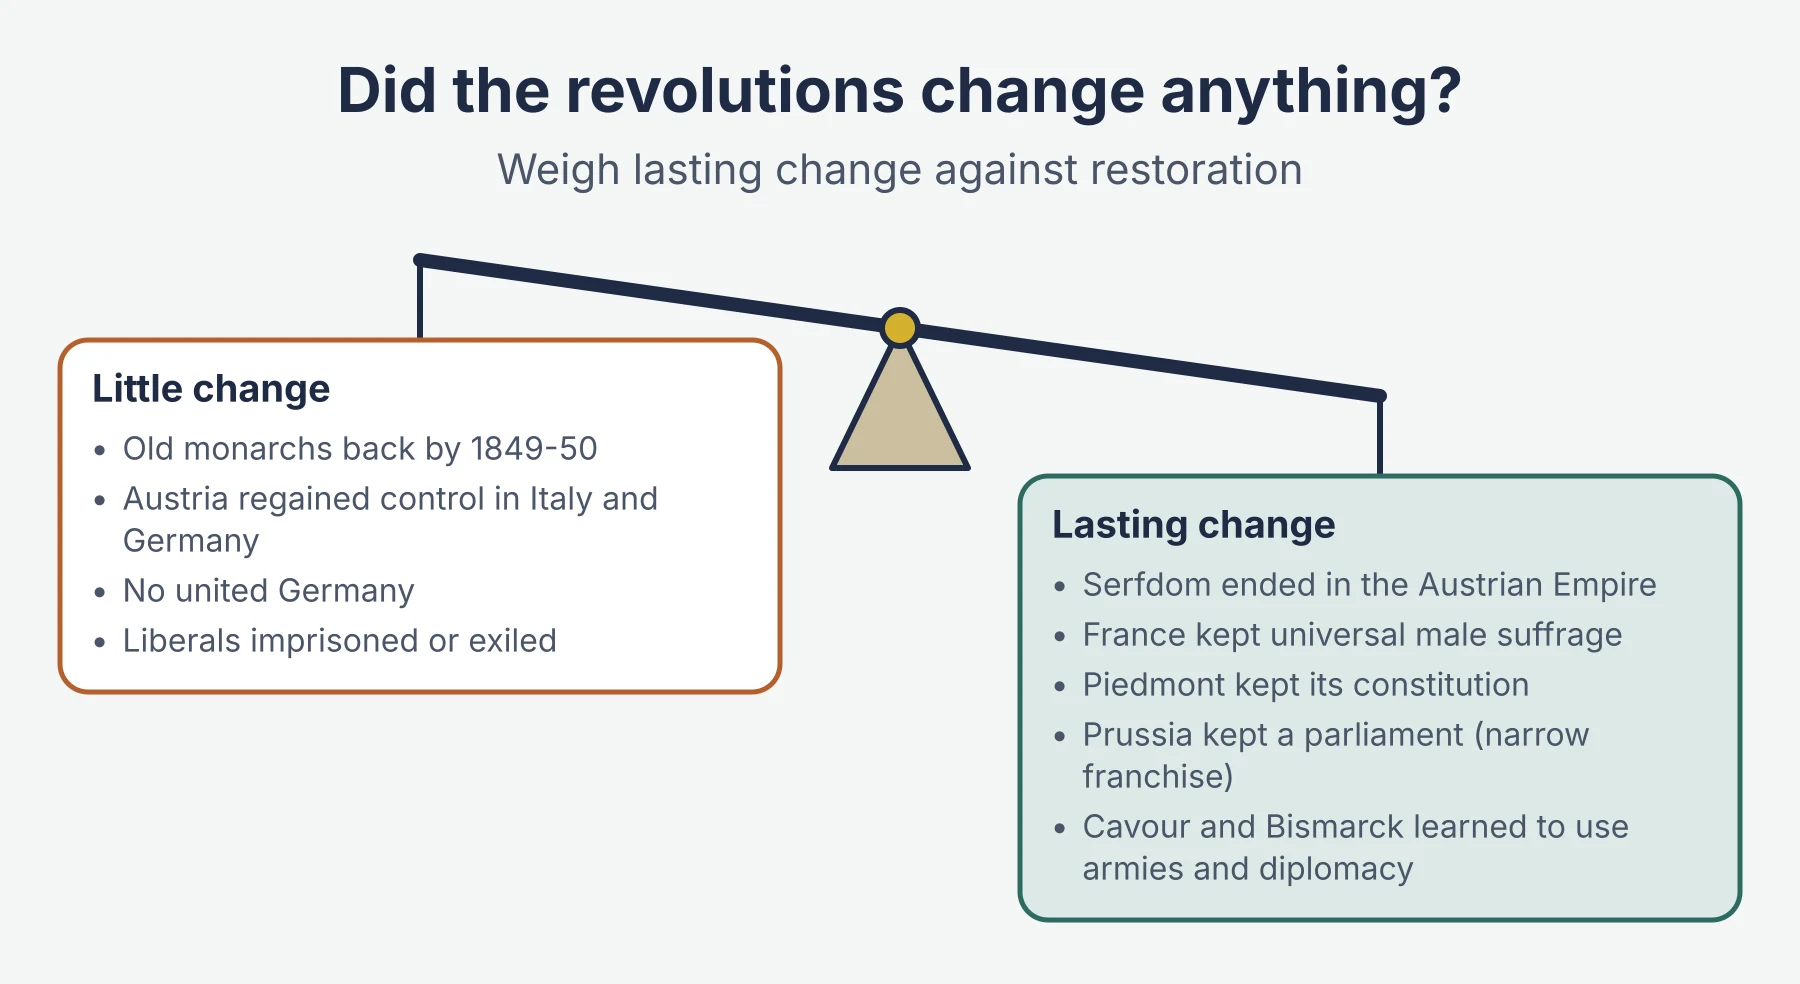 Did the revolutions change anything?
Weigh lasting change against restoration
Little change
• Old monarchs back by 1849-50
• Austria regained control in Italy and
Germany
• No united Germany
• Liberals imprisoned or exiled
Lasting change
• Serfdom ended in the Austrian Empire
• France kept universal male suffrage
• Piedmont kept its constitution
• Prussia kept a parliament (narrow
franchise)
• Cavour and Bismarck learned to use
armies and diplomacy